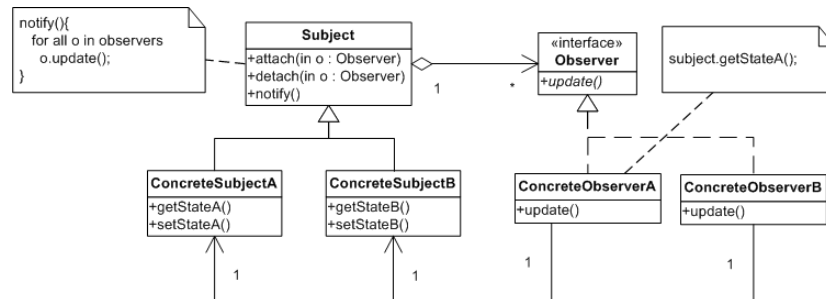 notify(){
for all o in observers
o.update();
}
Subject
+attach(in o : Observer)
+detach(in o : Observer)
+notify()
1
*
«interface»
Observer
+update()
subject.getStateA();
ConcreteSubjectA
+getStateA()
+setStateA()
ConcreteSubjectB
+getStateB()
+setStateB()
ConcreteObserverA
+update()
ConcreteObserverB
+update()
1
1
1
1